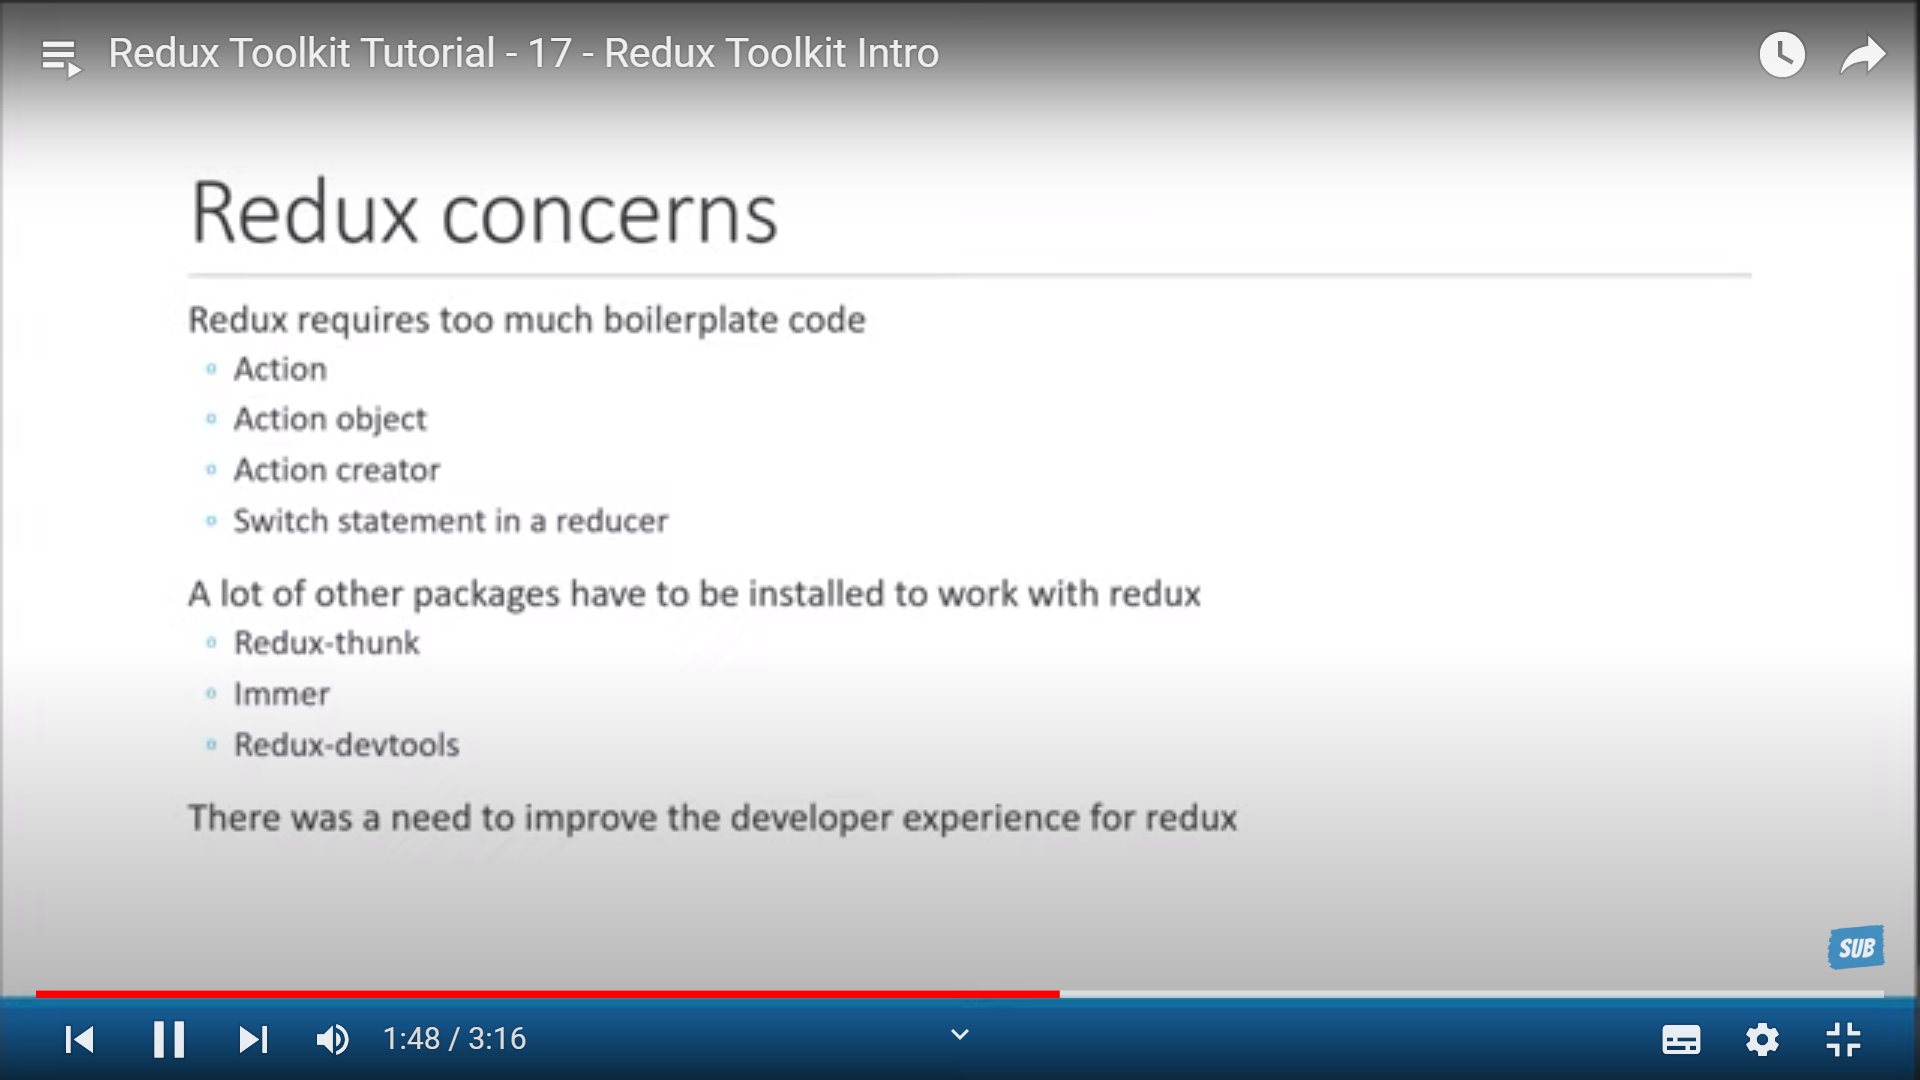 Redux Toolkit Tutorial - 17 - Redux Toolkit Intro
Redux concerns
Redux requires too much boilerplate code
Action
Action object
Action creator
Switch statement in a reducer
A lot of other packages have to be installed to work with redux
Redux-thunk
Immer
Redux-devtools
There was a need to improve the developer experience for redux
SUB
1:48 / 3:16